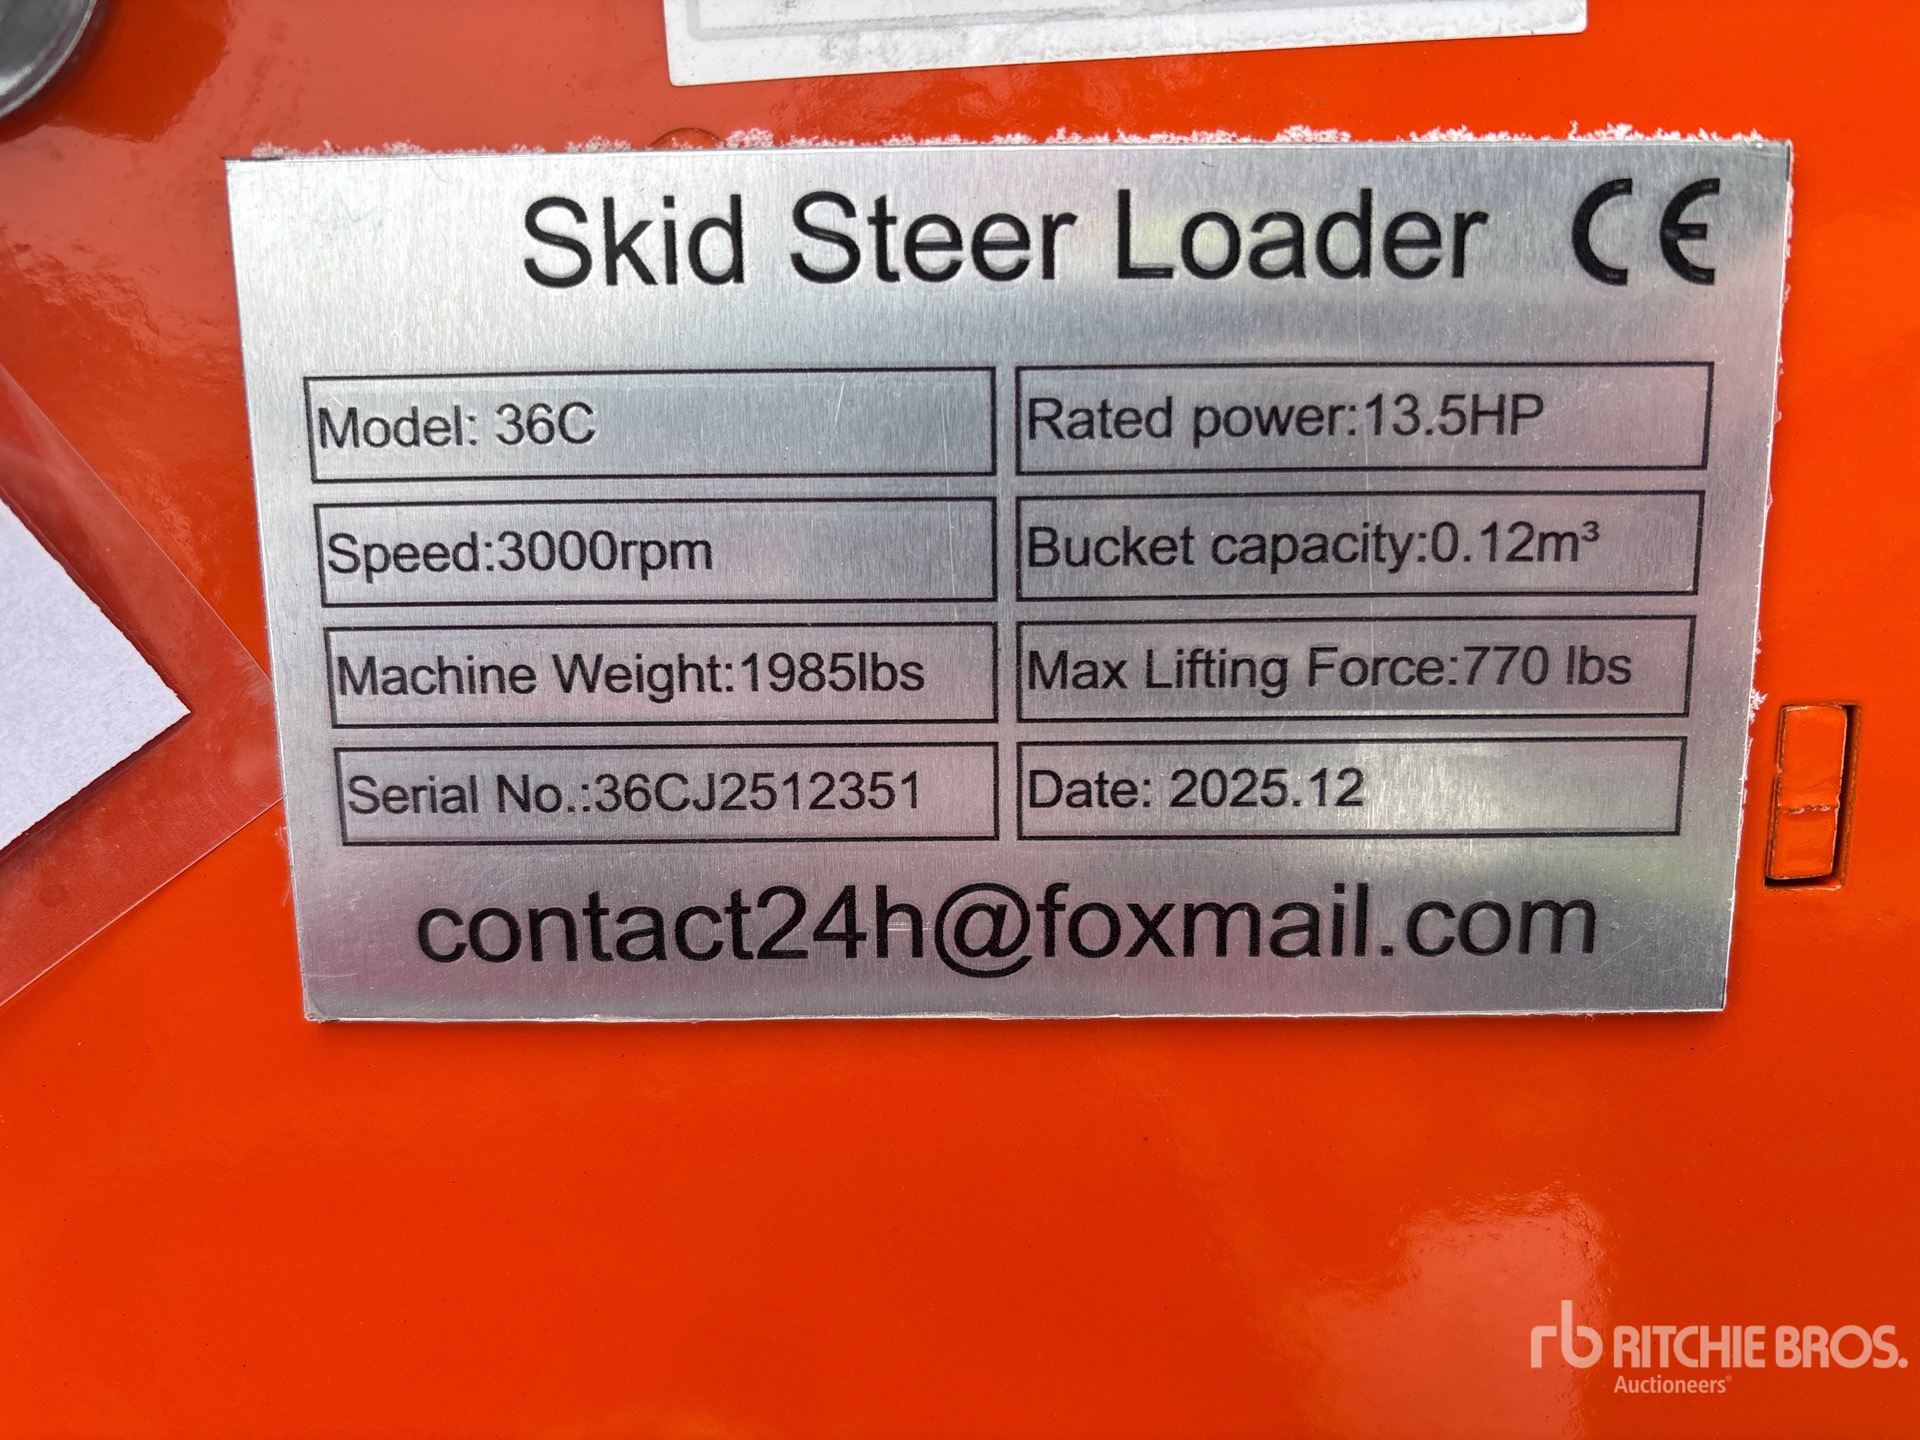 Skid Steer Loader CE
Model: 36C
Rated power:13.5HP
Speed:3000rpm
Bucket capacity:0.12m³
Machine Weight:1985lbs
Max Lifting Force:770 lbs
Serial No.:36CJ2512351
Date: 2025.12
contact24h@foxmail.com
rb RITCHIE BROS.
Auctioneers